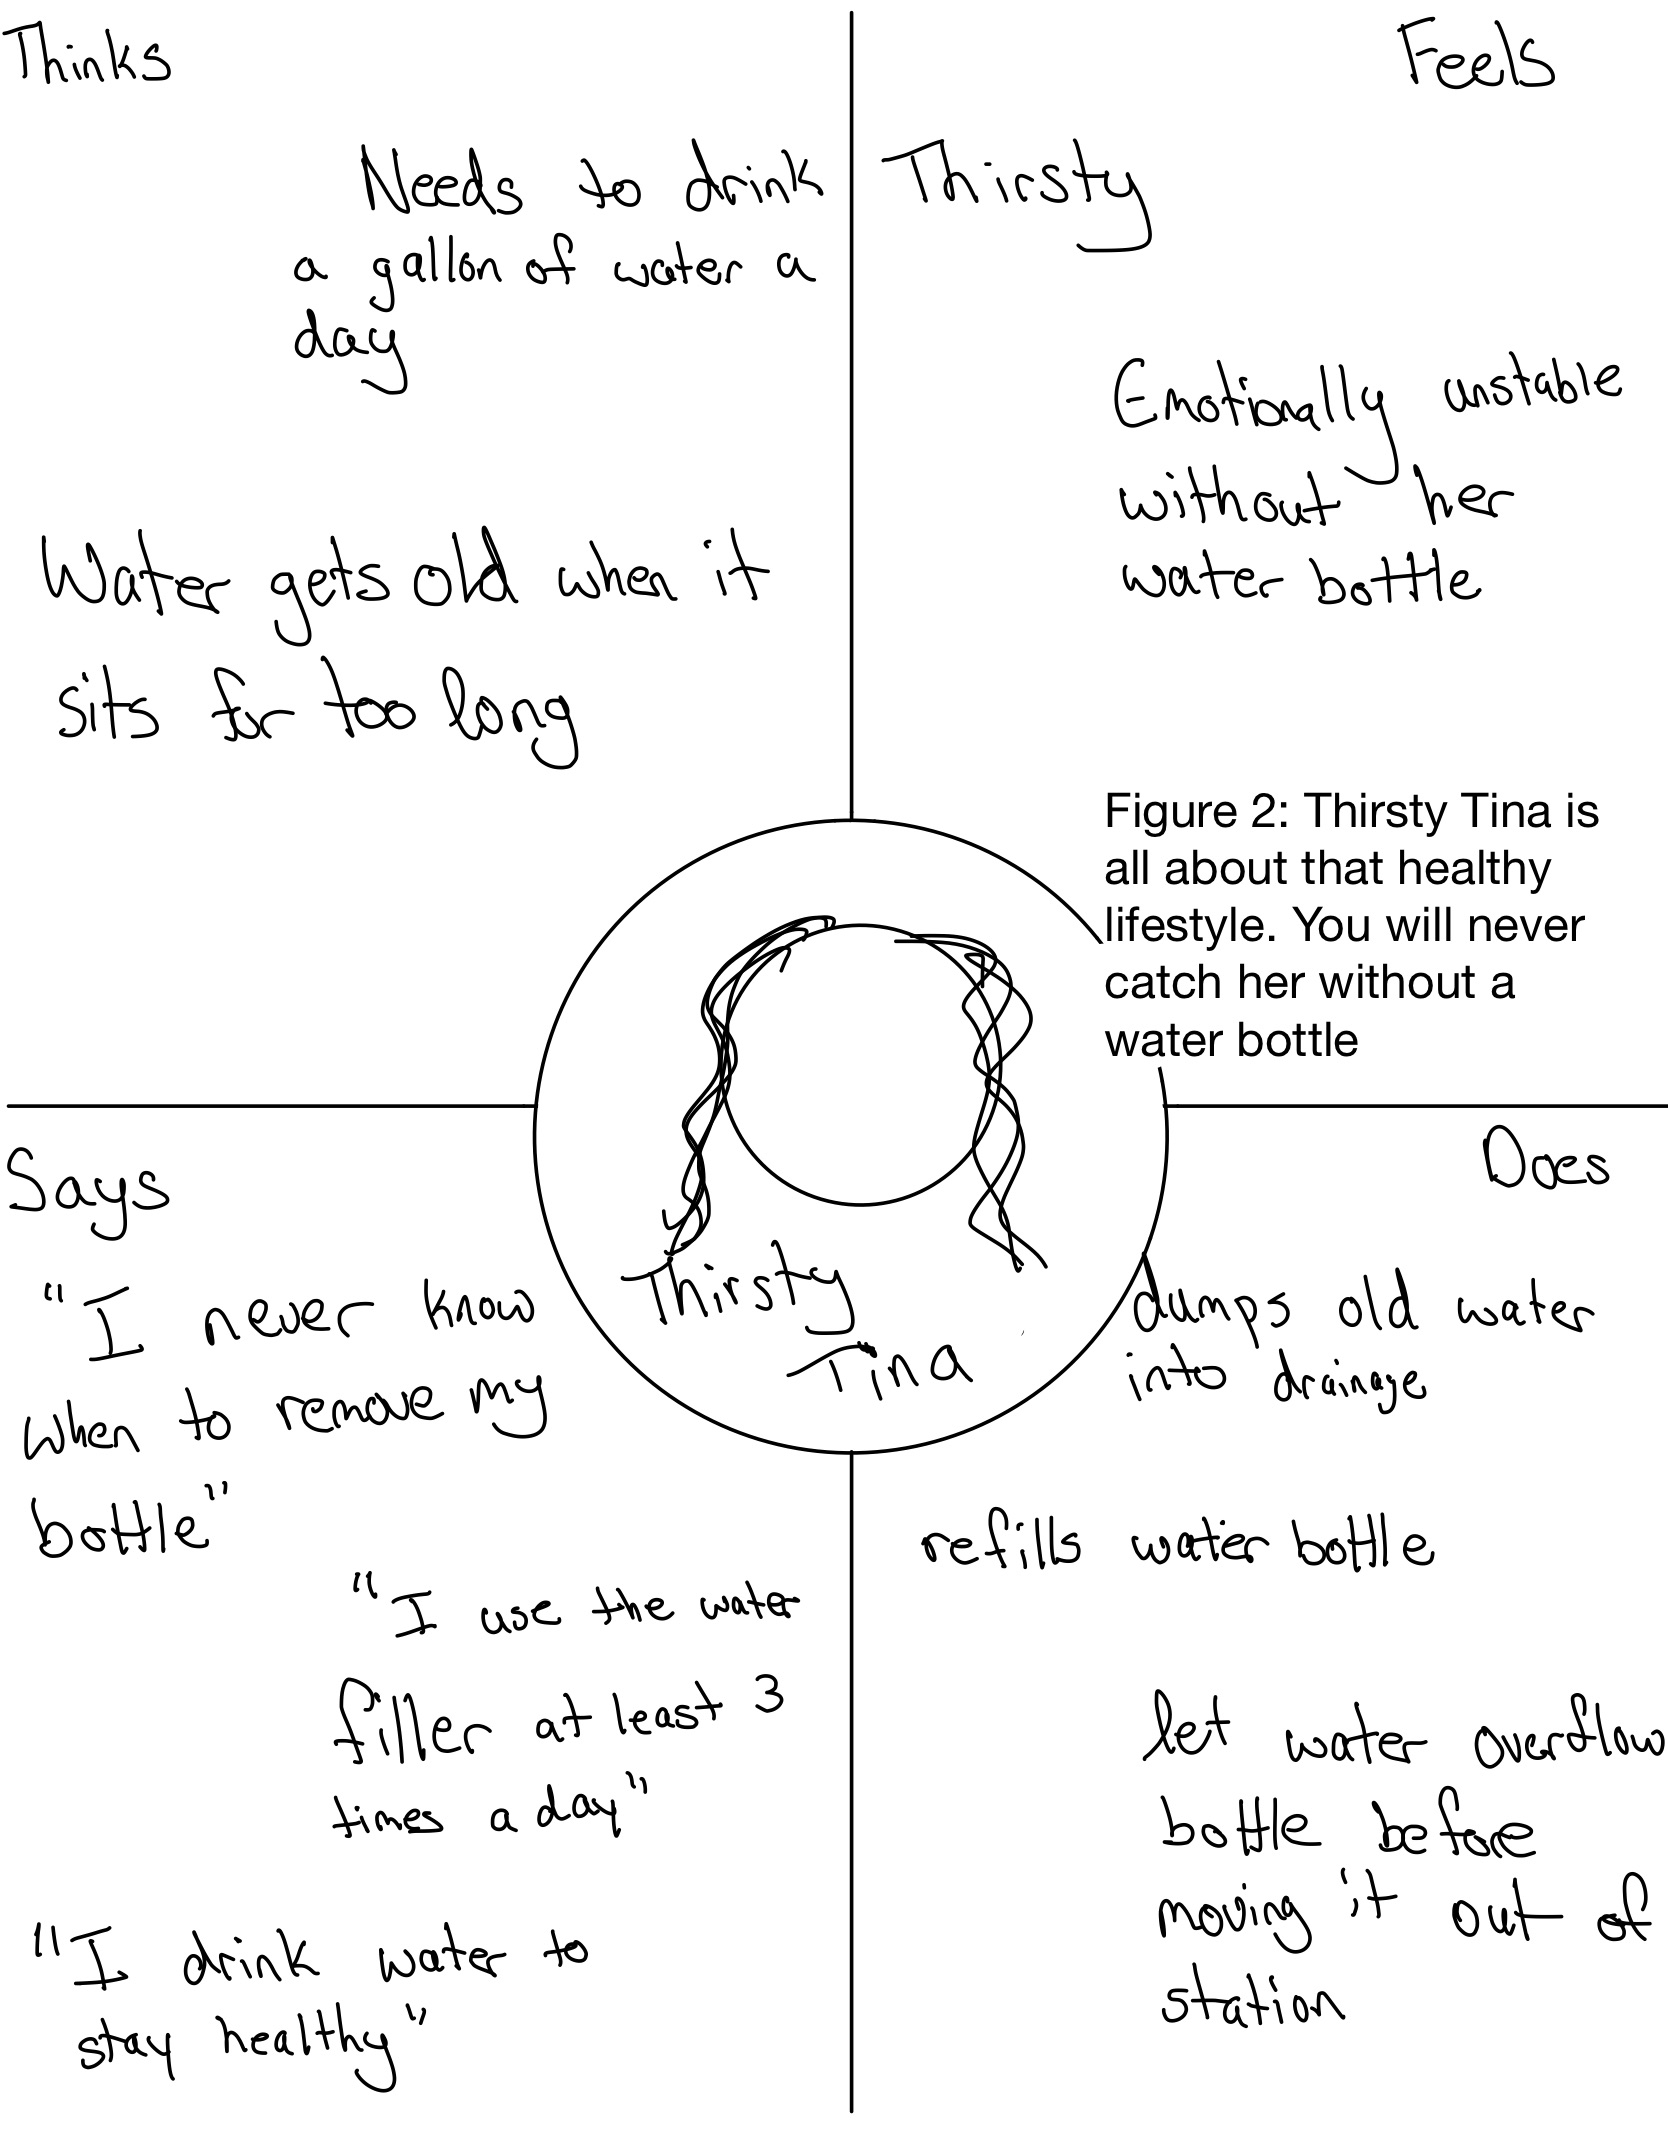 Thinks
Needs to drink
a gallon of water a
day
Water gets old when it
sits for too long
Feels
Thirsty
Emotionally unstable
without her
water bottle
Figure 2: Thirsty Tina is
all about that healthy
lifestyle. You will never
catch her without a
water bottle
Thirsty
Tina
Says
"I never know
when to remove my
bottle"
"I use the water
filler at least 3
times a day"
"I drink water to
stay healthy"
Does
dumps old water
into drainage
refills water bottle
let water overflow
bottle before
moving it out of
station